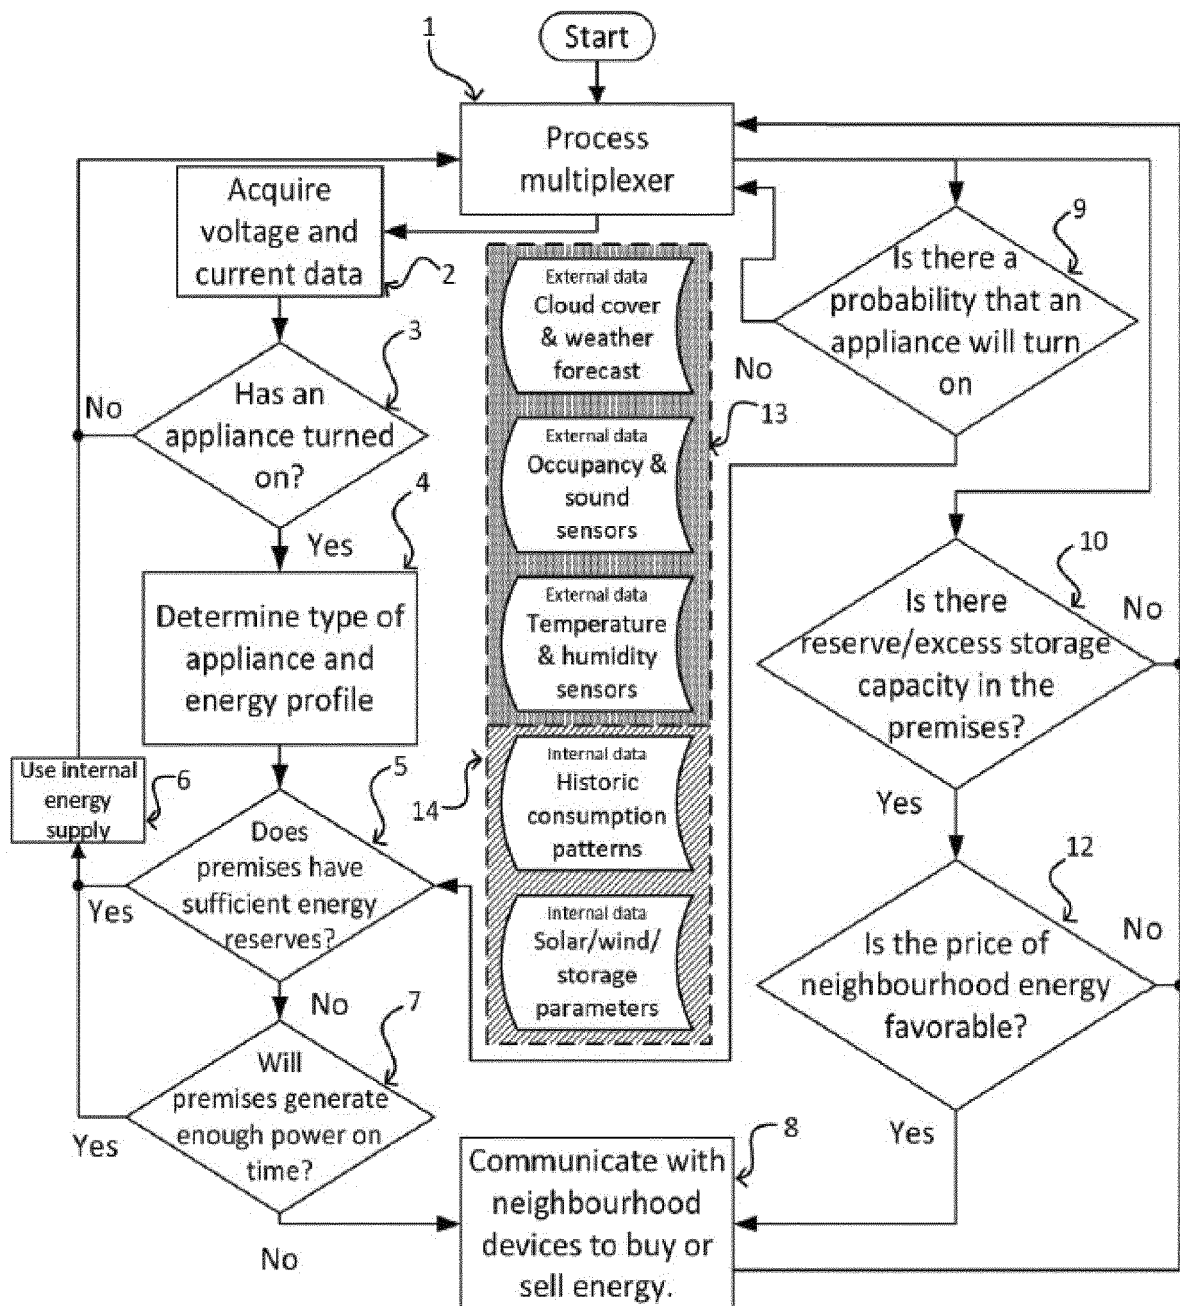 Start
1
Process
multiplexer
Acquire
voltage and
current data
2
3
Has an
appliance turned
on?
No
Yes
4
Determine type of
appliance and
energy profile
Use internal
energy
supply
6
5
Does
premises have
sufficient energy
reserves?
Yes
No
7
Will
premises generate
enough power on
time?
Yes
No
External data
Cloud cover
& weather
forecast
External data
Occupancy &
sound
sensors
External data
Temperature
& humidity
sensors
13
Internal data
Historic
consumption
patterns
Internal data
Solar/wind/
storage
parameters
14
8
Communicate with
neighbourhood
devices to buy or
sell energy.
9
Is there a
probability that an
appliance will turn
on
No
10
Is there
reserve/excess storage
capacity in the
premises?
No
Yes
12
Is the price of
neighbourhood energy
favorable?
No
Yes